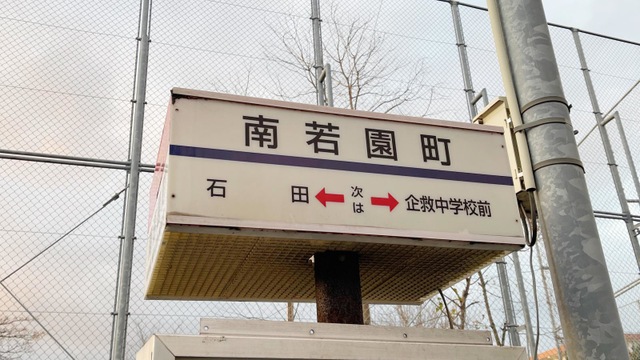 南若園町
石田 ← 次は → 企救中学校前